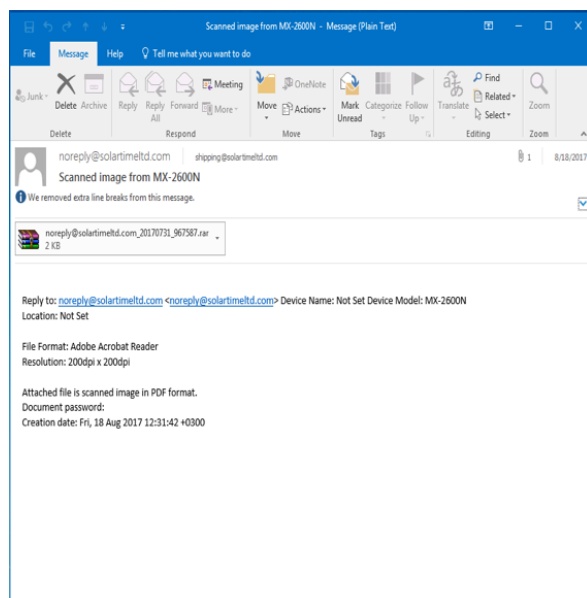 Scanned image from MX-2600N - Message (Plain Text)
File Message Help Tell me what you want to do
Junk
Delete Archive
Reply Reply All Forward
Meeting
More
Move
OneNote
Actions
Mark Unread Categorize Follow Up
Translate
Find
Related
Select
Zoom
Delete Respond Move Tags Editing Zoom
noreply@solartimeltd.com shipping@solartimeltd.com 1 8/18/2017
Scanned image from MX-2600N
We removed extra line breaks from this message.
noreply@solartimeltd.com_20170731_967587.rar
2 KB
Reply to: noreply@solartimeltd.com <noreply@solartimeltd.com> Device Name: Not Set Device Model: MX-2600N
Location: Not Set
File Format: Adobe Acrobat Reader
Resolution: 200dpi x 200dpi
Attached file is scanned image in PDF format.
Document password:
Creation date: Fri, 18 Aug 2017 12:31:42 +0300